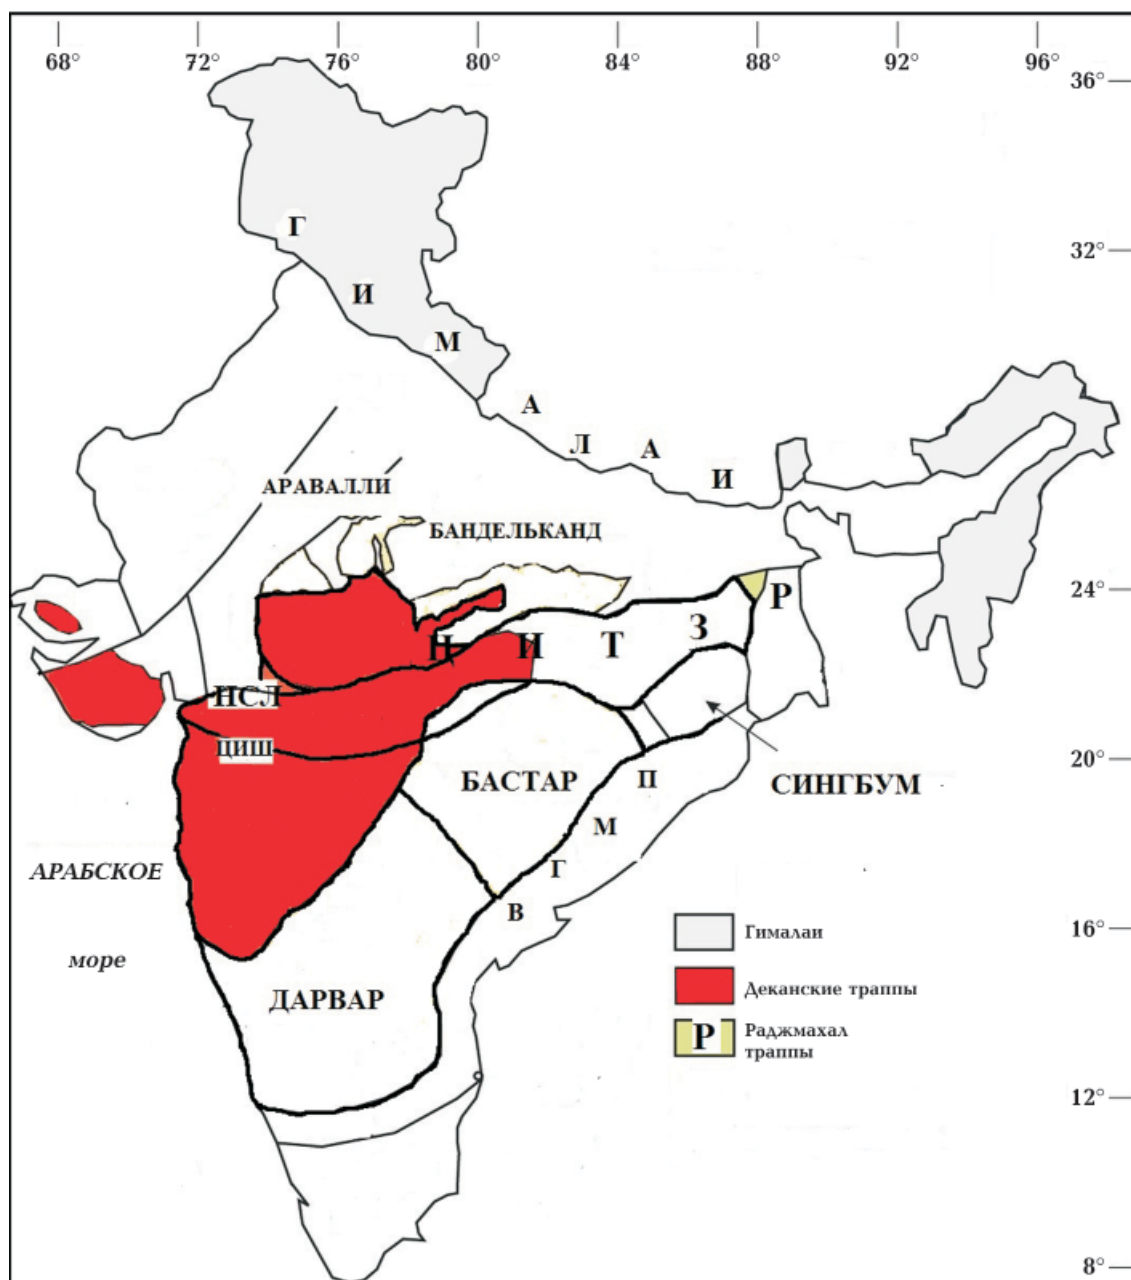 68° 72° 76° 80° 84° 88° 92° 96°
36°
32°
Г
И
М
А
Л
А
И
АРАВАЛЛИ
БАНДЕЛЬКАНД
24°
Р
Ц И Т З
НСЛ
ЦИШ
20°
БАСТАР
П
СИНГБУМ
М
Г
В
АРАБСКОЕ
море
16°
Гималаи
ДАРВАР
Деканские траппы
Р
Раджмахал
траппы
12°
8°